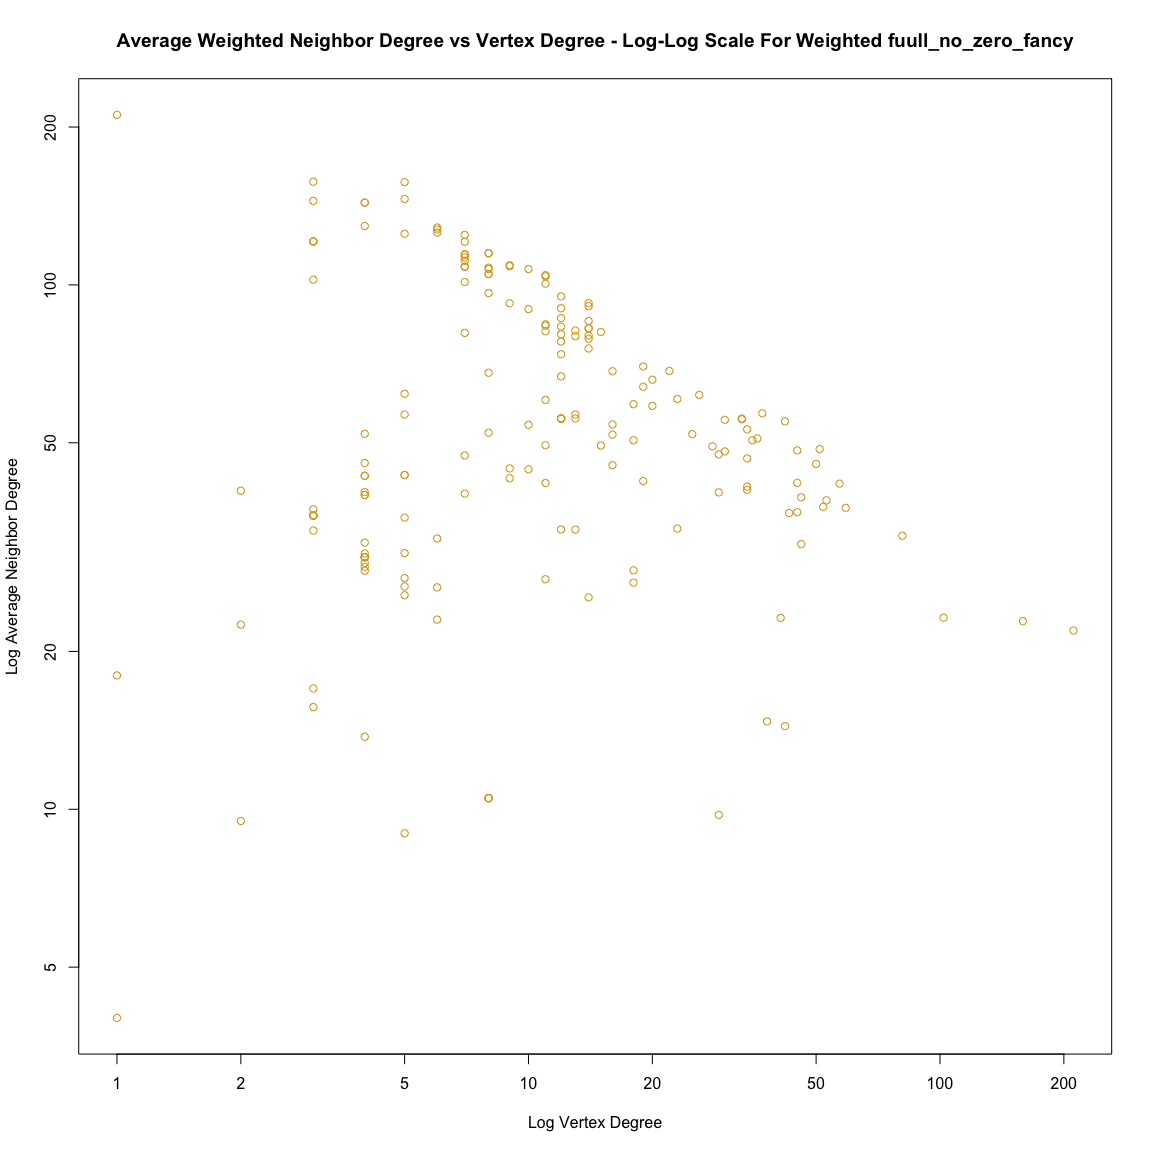 Average Weighted Neighbor Degree vs Vertex Degree - Log-Log Scale For Weighted fuull_no_zero_fancy
200
100
50
20
10
5
Log Average Neighbor Degree
1 2 5 10 20 50 100 200
Log Vertex Degree